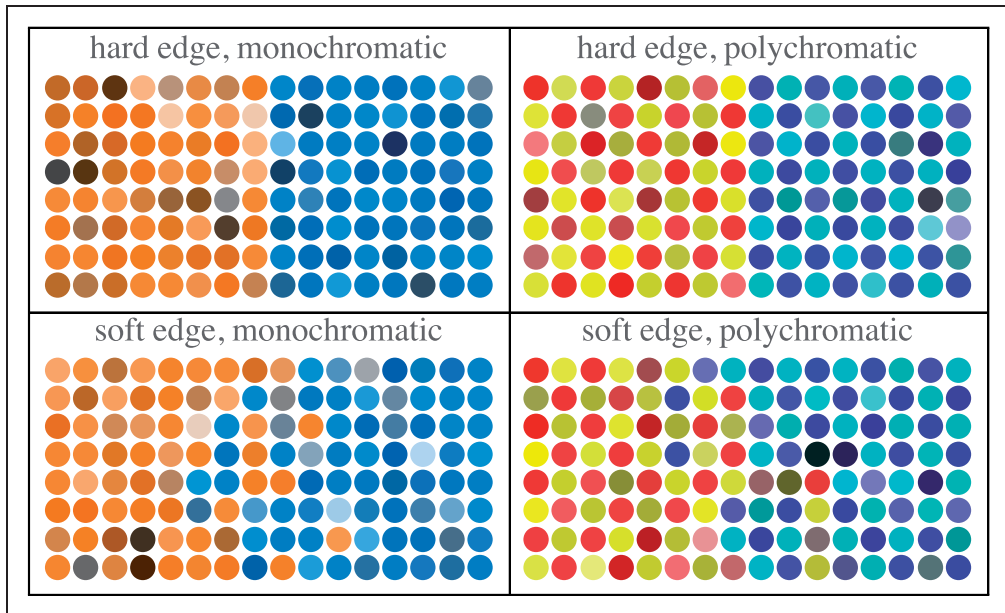 hard edge, monochromatic
hard edge, polychromatic
soft edge, monochromatic
soft edge, polychromatic